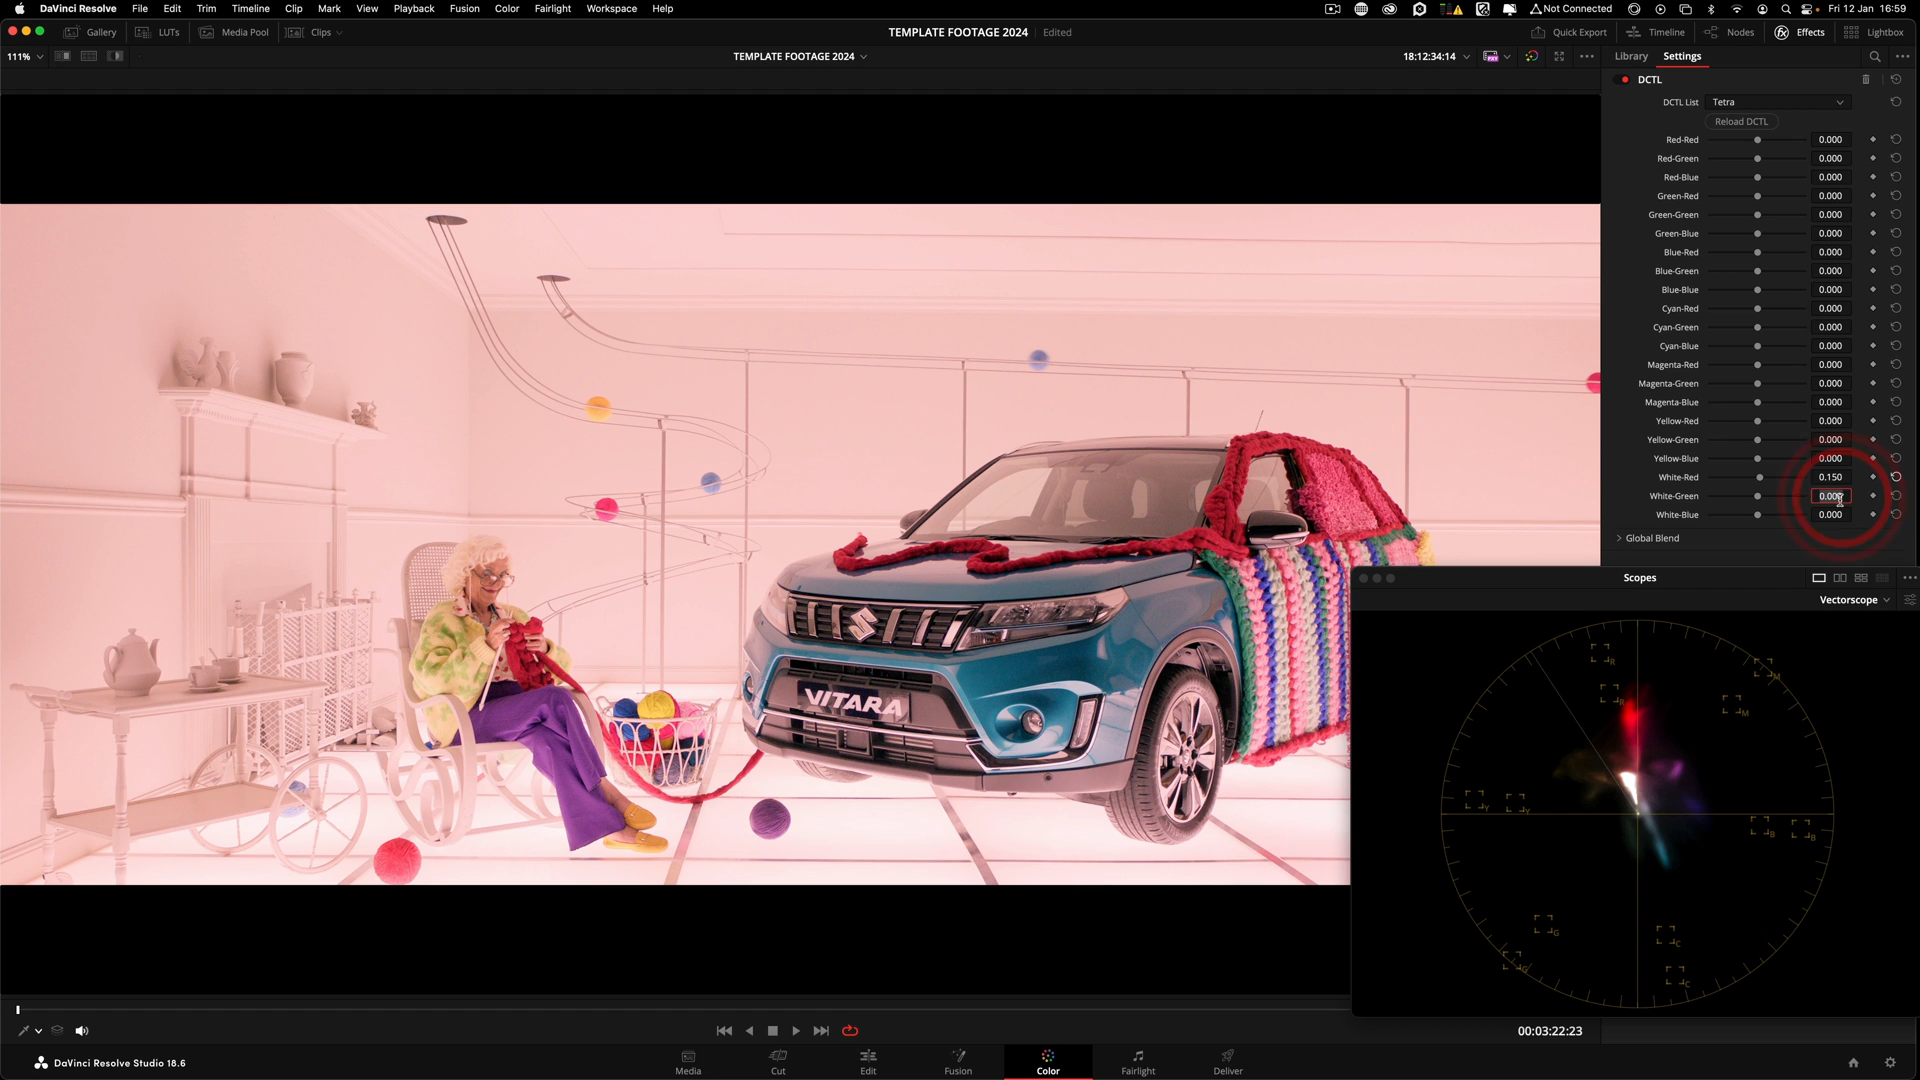 DaVinci Resolve File Edit Trim Timeline Clip Mark View Playback Fusion Color Fairlight Workspace Help Not Connected Fri 12 Jan 16:59
Gallery LUTs Media Pool Clips TEMPLATE FOOTAGE 2024 Edited Quick Export Timeline Nodes Effects Lightbox
111% TEMPLATE FOOTAGE 2024 18:12:34:14 Library Settings
DCTL
DCTL List Tetra
Reload DCTL
Red-Red 0.000
Red-Green 0.000
Red-Blue 0.000
Green-Red 0.000
Green-Green 0.000
Green-Blue 0.000
Blue-Red 0.000
Blue-Green 0.000
Blue-Blue 0.000
Cyan-Red 0.000
Cyan-Green 0.000
Cyan-Blue 0.000
Magenta-Red 0.000
Magenta-Green 0.000
Magenta-Blue 0.000
Yellow-Red 0.000
Yellow-Green 0.000
Yellow-Blue 0.000
White-Red 0.150
White-Green 0.000
White-Blue 0.000
Global Blend
Scopes
Vectorscope
R M
R M
Y Y B B
G C
G C
VITARA
00:03:22:23
DaVinci Resolve Studio 18.6 Media Cut Edit Fusion Color Fairlight Deliver